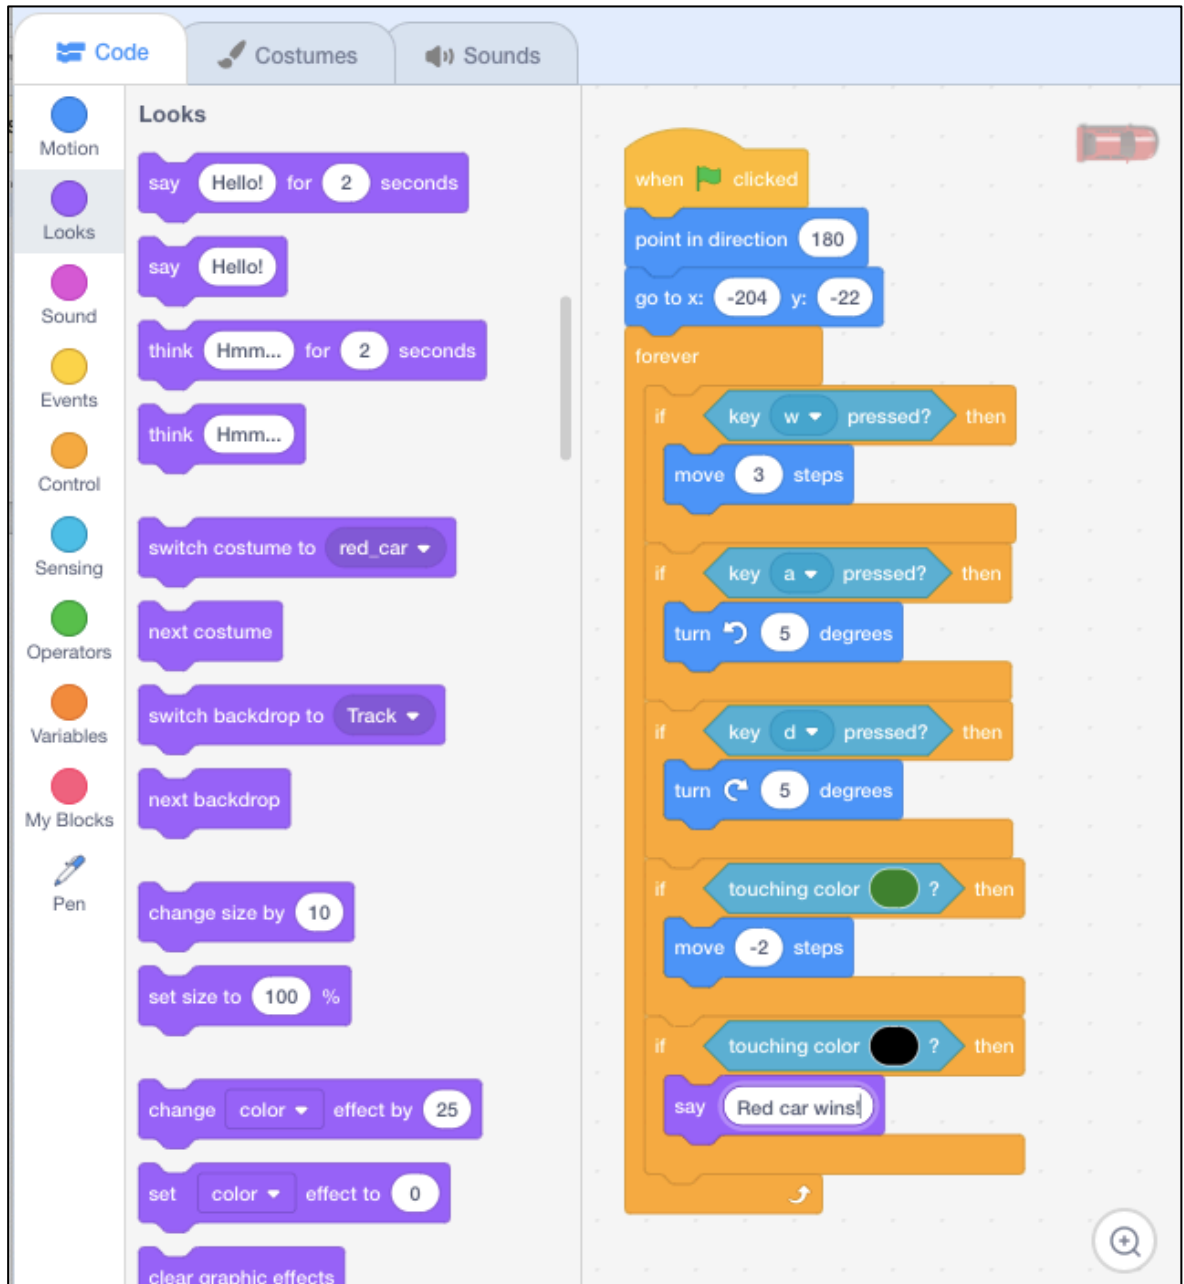 Code Costumes Sounds
Motion
Looks
Sound
Events
Control
Sensing
Operators
Variables
My Blocks
Pen
Looks
say Hello! for 2 seconds
say Hello!
think Hmm... for 2 seconds
think Hmm...
switch costume to red_car
next costume
switch backdrop to Track
next backdrop
change size by 10
set size to 100 %
change color effect by 25
set color effect to 0
clear graphic effects
when clicked
point in direction 180
go to x: -204 y: -22
forever
if key w pressed? then
move 3 steps
if key a pressed? then
turn 5 degrees
if key d pressed? then
turn 5 degrees
if touching color ? then
move -2 steps
if touching color ? then
say Red car wins!